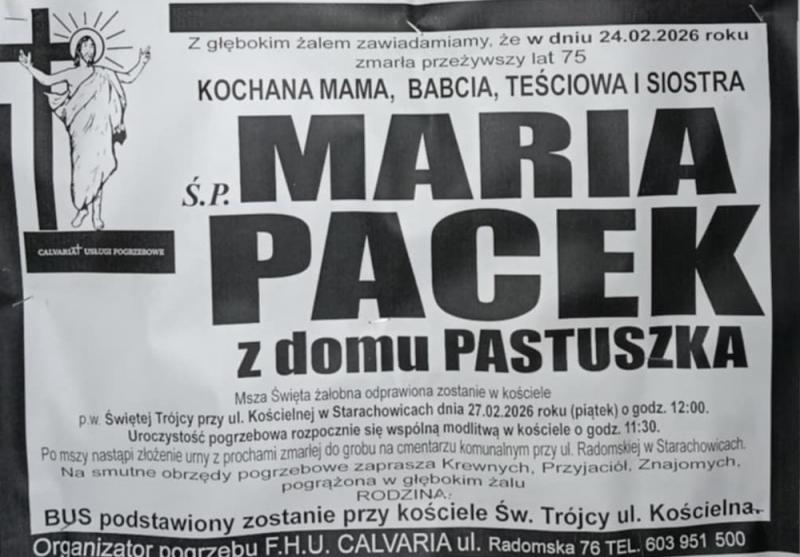 Z głębokim żalem zawiadamiamy, że w dniu 24.02.2026 roku
zmarła przeżywszy lat 75
KOCHANA MAMA, BABCIA, TEŚCIOWA I SIOSTRA
Ś.P. MARIA
PACEK
z domu PASTUSZKA
CALVARIA USŁUGI POGRZEBOWE
Msza Święta żałobna odprawiona zostanie w kościele
p.w. Świętej Trójcy przy ul. Kościelnej w Starachowicach dnia 27.02.2026 roku (piątek) o godz. 12:00.
Uroczystość pogrzebowa rozpocznie się wspólną modlitwą w kościele o godz. 11:30.
Po mszy nastąpi złożenie urny z prochami zmarłej do grobu na cmentarzu komunalnym przy ul. Radomskiej w Starachowicach.
Na smutne obrzędy pogrzebowe zaprasza Krewnych, Przyjaciół, Znajomych,
pogrążona w głębokim żalu
RODZINA.
BUS podstawiony zostanie przy kościele Św. Trójcy ul. Kościelna.
Organizator pogrzebu F.H.U. CALVARIA ul. Radomska 76 TEL. 603 951 500